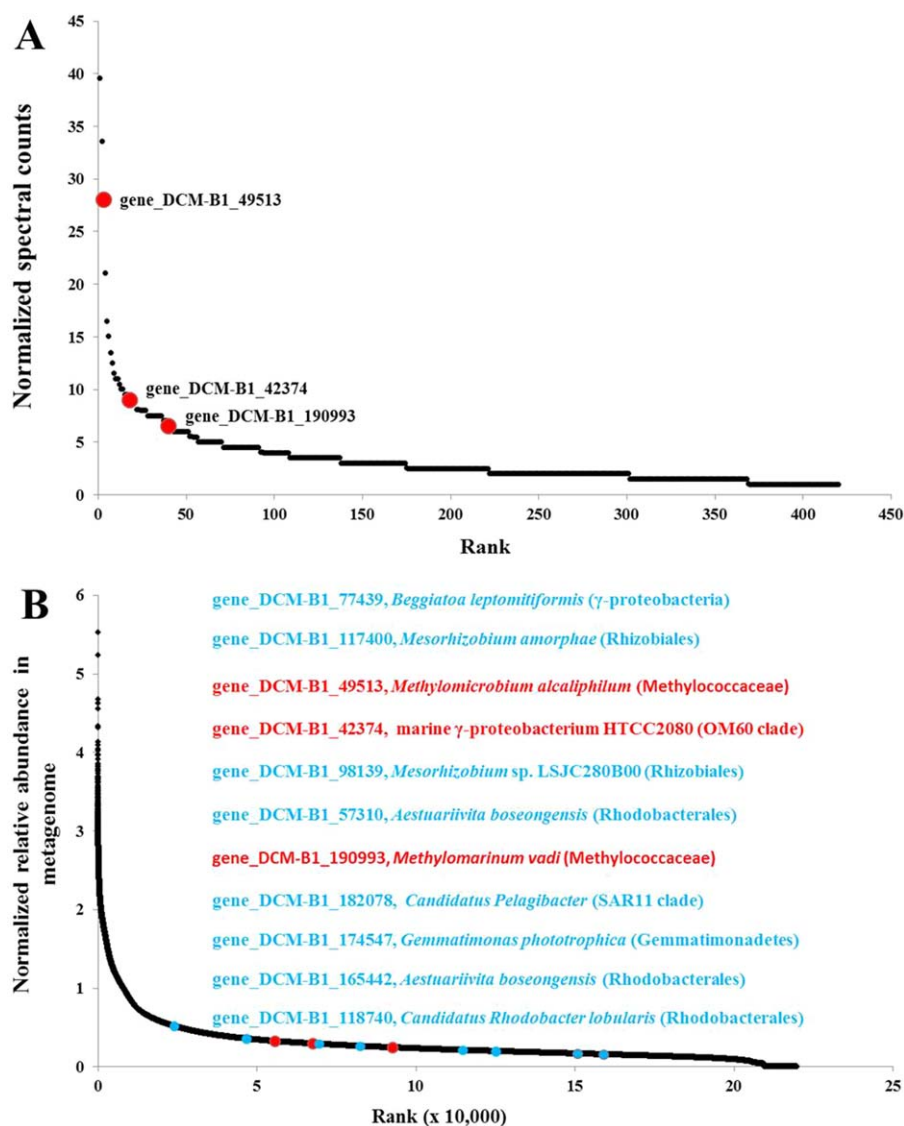 A
Normalized spectral counts
45
40
35
30
25
20
15
10
5
0
gene_DCM-B1_49513
gene_DCM-B1_42374
gene_DCM-B1_190993
0 50 100 150 200 250 300 350 400 450
Rank
B
Normalized relative abundance in
metagenome
6
5
4
3
2
1
0
gene_DCM-B1_77439, Beggiatoa leptomitiformis (γ-proteobacteria)
gene_DCM-B1_117400, Mesorhizobium amorphae (Rhizobiales)
gene_DCM-B1_49513, Methylomicrobium alcaliphilum (Methylococcaceae)
gene_DCM-B1_42374, marine γ-proteobacterium HTCC2080 (OM60 clade)
gene_DCM-B1_98139, Mesorhizobium sp. LSJC280B00 (Rhizobiales)
gene_DCM-B1_57310, Aestuariivita boseongensis (Rhodobacterales)
gene_DCM-B1_190993, Methylomarinum vadi (Methylococcaceae)
gene_DCM-B1_182078, Candidatus Pelagibacter (SAR11 clade)
gene_DCM-B1_174547, Gemmatimonas phototrophica (Gemmatimonadetes)
gene_DCM-B1_165442, Aestuariivita boseongensis (Rhodobacterales)
gene_DCM-B1_118740, Candidatus Rhodobacter lobularis (Rhodobacterales)
0 5 10 15 20 25
Rank (x 10,000)